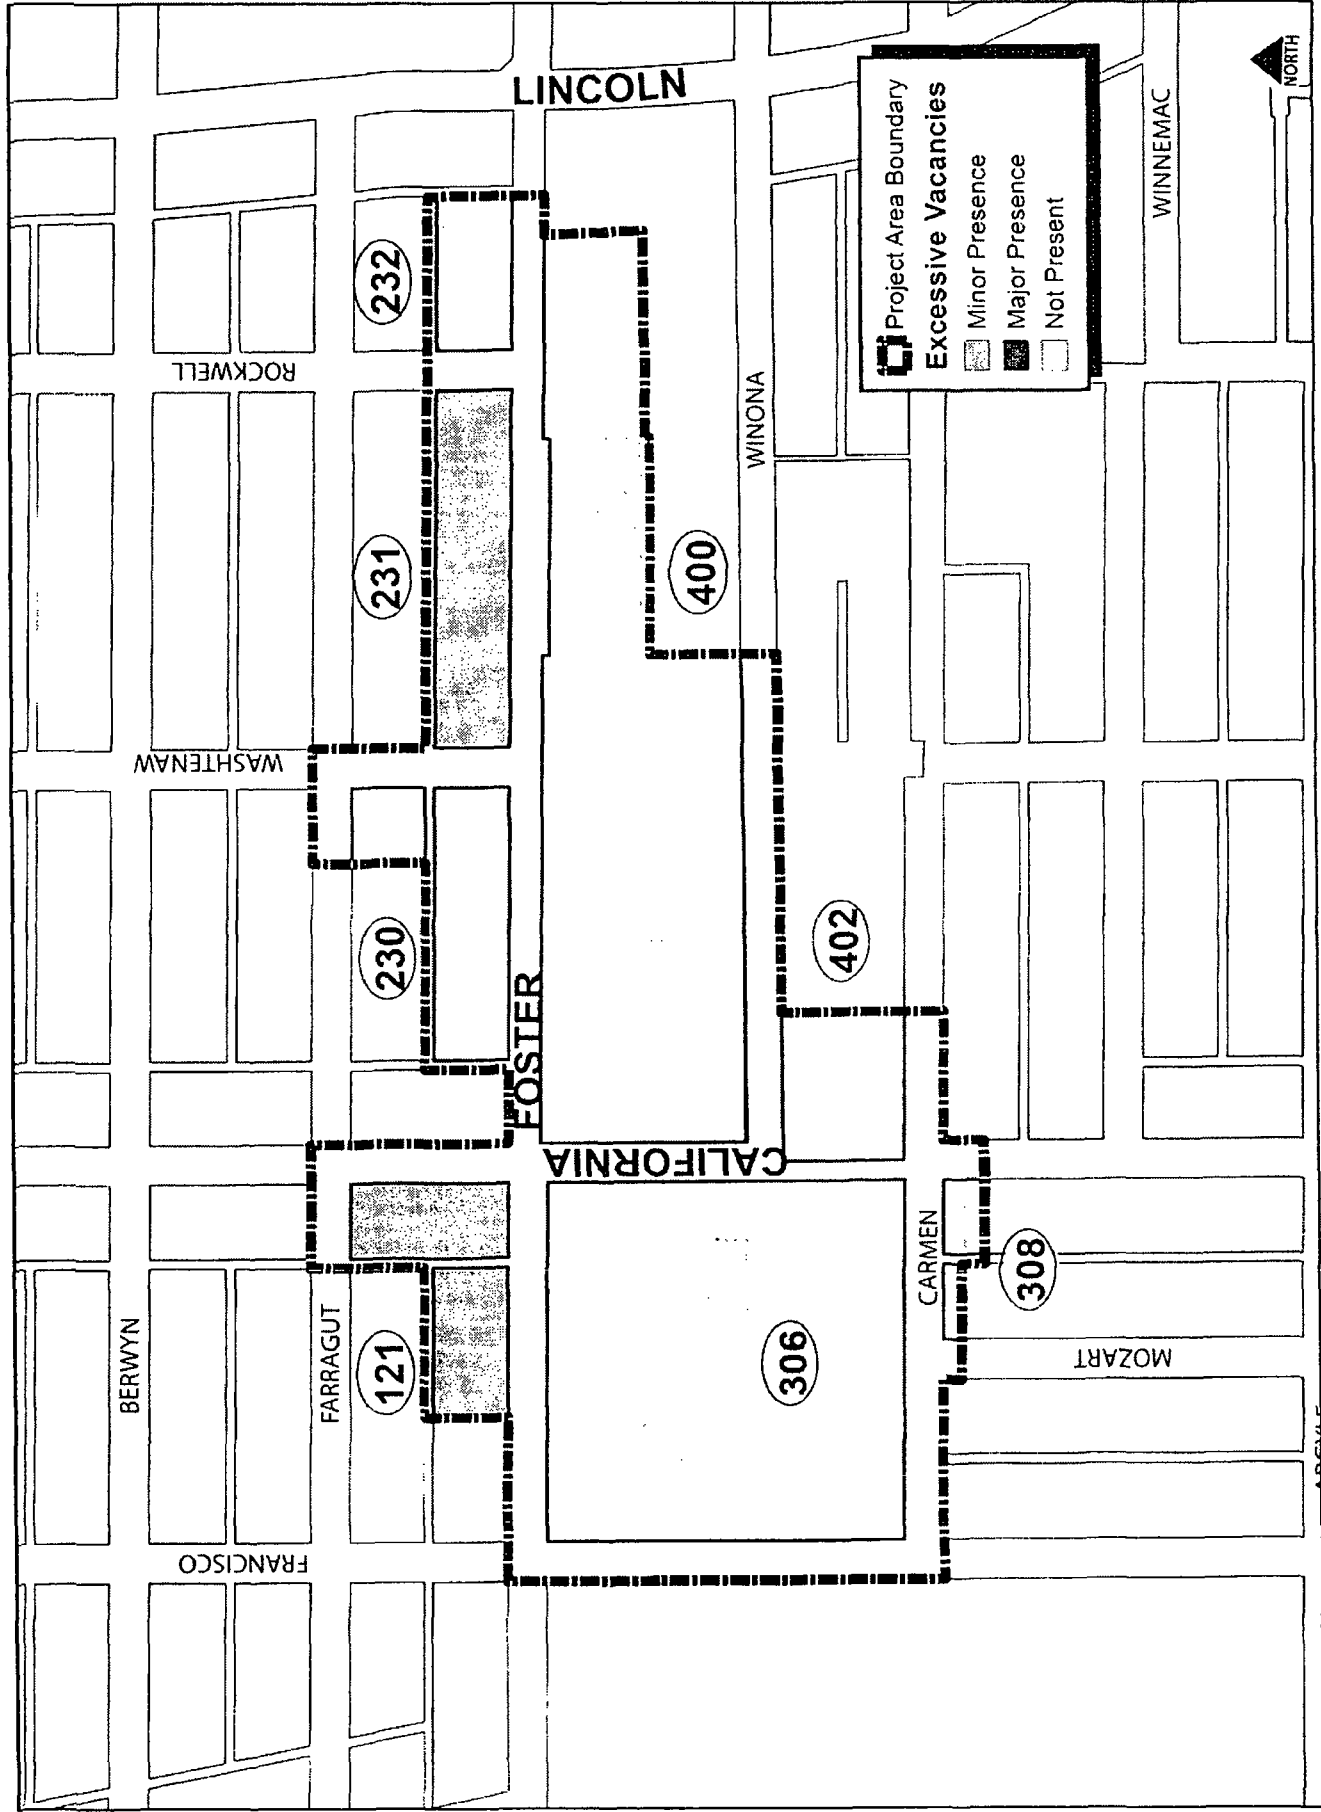 BERWYN
FARRAGUT
FRANCISCO
WASHTENAW
ROCKWELL
LINCOLN
121
230
231
232
FOSTER
CALIFORNIA
WINONA
400
402
306
308
CARMEN
MOZART
WINNEMAC
Project Area Boundary
Excessive Vacancies
Minor Presence
Major Presence
Not Present
NORTH